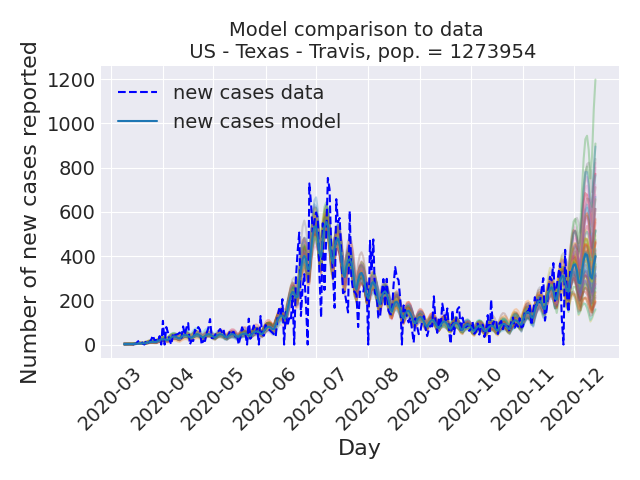 Model comparison to data
US - Texas - Travis, pop. = 1273954
Number of new cases reported
1200
1000
800
600
400
200
0
new cases data
new cases model
2020-03
2020-04
2020-05
2020-06
2020-07
2020-08
2020-09
2020-10
2020-11
2020-12
Day